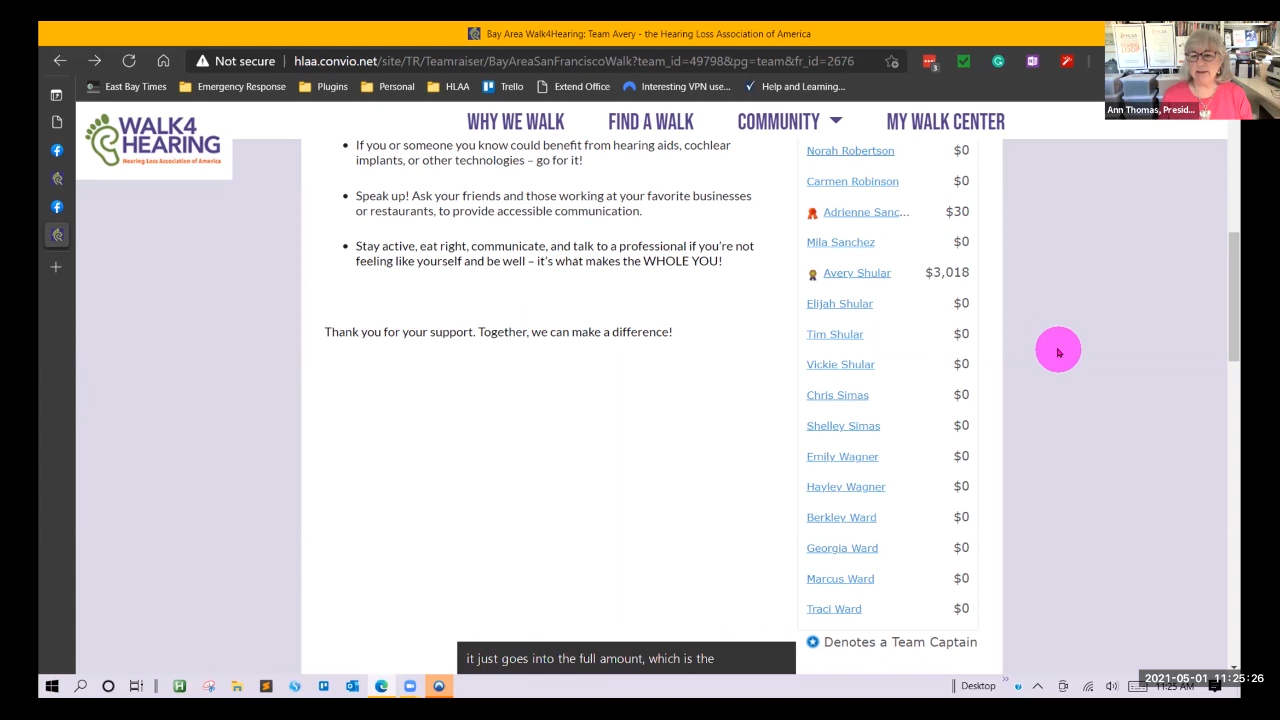 Bay Area Walk4Hearing: Team Avery - the Hearing Loss Association of America
Not secure hlaa.convio.net/site/TR/Teamraiser/BayAreaSanFranciscoWalk?team_id=49798&pg=team&fr_id=2676
3
East Bay Times Emergency Response Plugins Personal HLAA Trello Extend Office Interesting VPN use... Help and Learning...
Ann Thomas, Presid...
WALK4 HEARING
Hearing Loss Association of America
WHY WE WALK FIND A WALK COMMUNITY MY WALK CENTER
If you or someone you know could benefit from hearing aids, cochlear
implants, or other technologies – go for it!
Speak up! Ask your friends and those working at your favorite businesses
or restaurants, to provide accessible communication.
Stay active, eat right, communicate, and talk to a professional if you're not
feeling like yourself and be well – it's what makes the WHOLE YOU!
Thank you for your support. Together, we can make a difference!
Norah Robertson $0
Carmen Robinson $0
Adrienne Sanc... $30
Mila Sanchez $0
Avery Shular $3,018
Elijah Shular $0
Tim Shular $0
Vickie Shular $0
Chris Simas $0
Shelley Simas $0
Emily Wagner $0
Hayley Wagner $0
Berkley Ward $0
Georgia Ward $0
Marcus Ward $0
Traci Ward $0
Denotes a Team Captain
it just goes into the full amount, which is the
Desktop
2021-05-01 11:25:26
11:25 AM